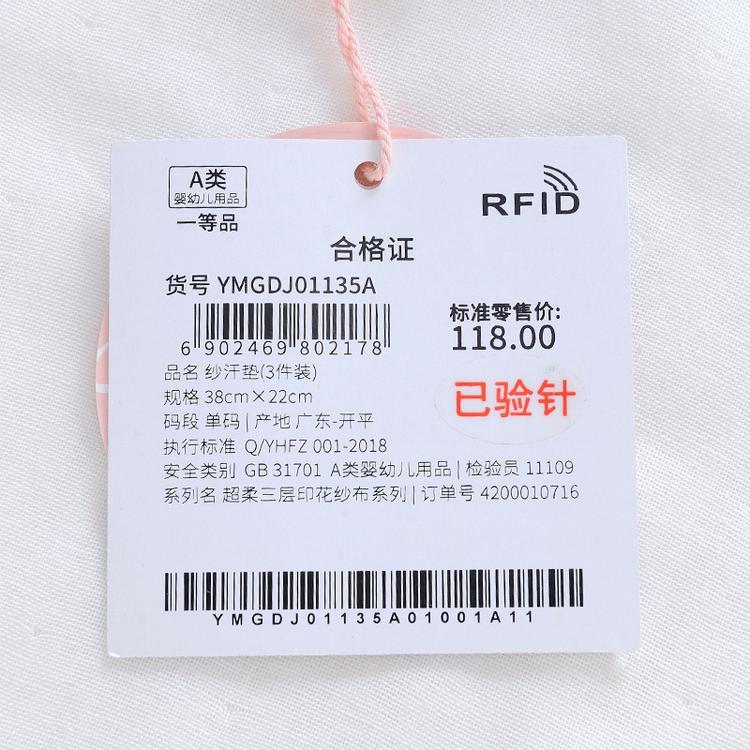 A类
婴幼儿用品
一等品
RFID
合格证
货号 YMGDJ01135A
6 902469 802178
标准零售价:
118.00
品名 纱汗垫(3件装)
规格 38cm×22cm
已验针
码段 单码 | 产地 广东-开平
执行标准 Q/YHFZ 001-2018
安全类别 GB 31701 A类婴幼儿用品 | 检验员 11109
系列名 超柔三层印花纱布系列 | 订单号 4200010716
YMGDJ01135A01001A11